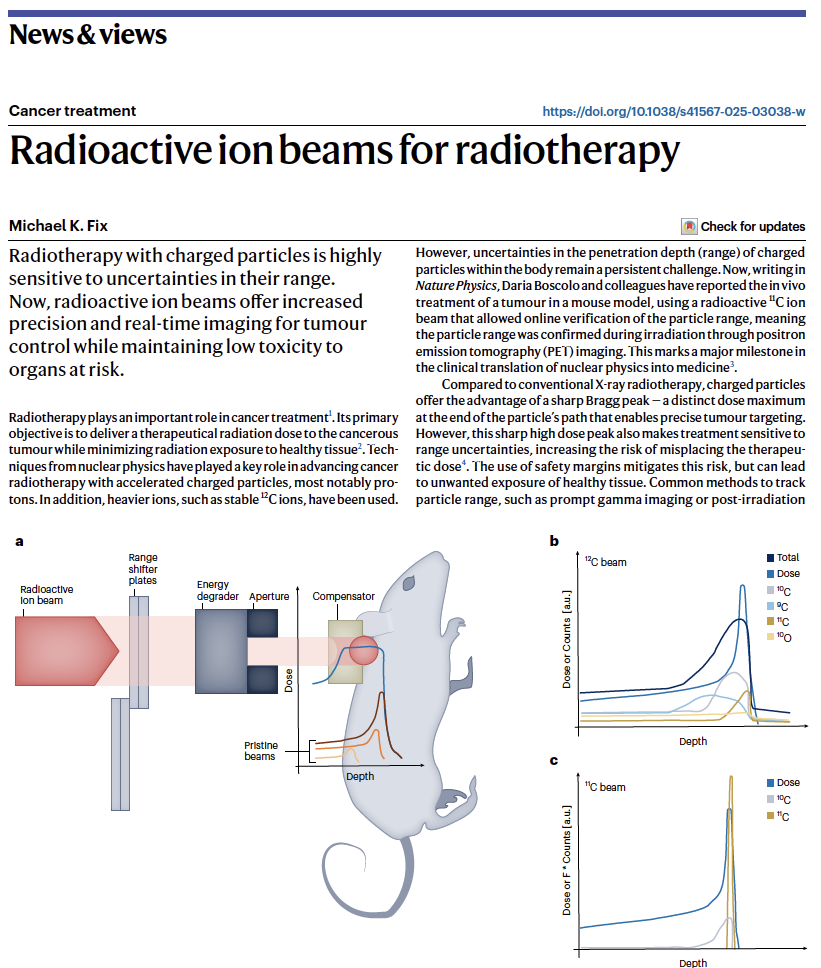 News & views
Cancer treatment
https://doi.org/10.1038/s41567-025-03038-w
Radioactive ion beams for radiotherapy
Michael K. Fix
Check for updates
Radiotherapy with charged particles is highly
sensitive to uncertainties in their range.
Now, radioactive ion beams offer increased
precision and real-time imaging for tumour
control while maintaining low toxicity to
organs at risk.
Radiotherapy plays an important role in cancer treatment¹. Its primary
objective is to deliver a therapeutical radiation dose to the cancerous
tumour while minimizing radiation exposure to healthy tissue². Tech-
niques from nuclear physics have played a key role in advancing cancer
radiotherapy with accelerated charged particles, most notably pro-
tons. In addition, heavier ions, such as stable ¹²C ions, have been used.
However, uncertainties in the penetration depth (range) of charged
particles within the body remain a persistent challenge. Now, writing in
Nature Physics, Daria Boscolo and colleagues have reported the in vivo
treatment of a tumour in a mouse model, using a radioactive ¹¹C ion
beam that allowed online verification of the particle range, meaning
the particle range was confirmed during irradiation through positron
emission tomography (PET) imaging. This marks a major milestone in
the clinical translation of nuclear physics into medicine³.
Compared to conventional X-ray radiotherapy, charged particles
offer the advantage of a sharp Bragg peak — a distinct dose maximum
at the end of the particle's path that enables precise tumour targeting.
However, this sharp high dose peak also makes treatment sensitive to
range uncertainties, increasing the risk of misplacing the therapeu-
tic dose⁴. The use of safety margins mitigates this risk, but can lead
to unwanted exposure of healthy tissue. Common methods to track
particle range, such as prompt gamma imaging or post-irradiation
a
Radioactive
ion beam
Range
shifter
plates
Energy
degrader
Aperture
Compensator
Dose
Pristine
beams
Depth
b
¹²C beam
Total
Dose
¹⁰C
⁹C
¹¹C
¹⁰O
Dose or Counts [a.u.]
Depth
c
¹¹C beam
Dose
¹⁰C
¹¹C
Dose or F * Counts [a.u.]
Depth